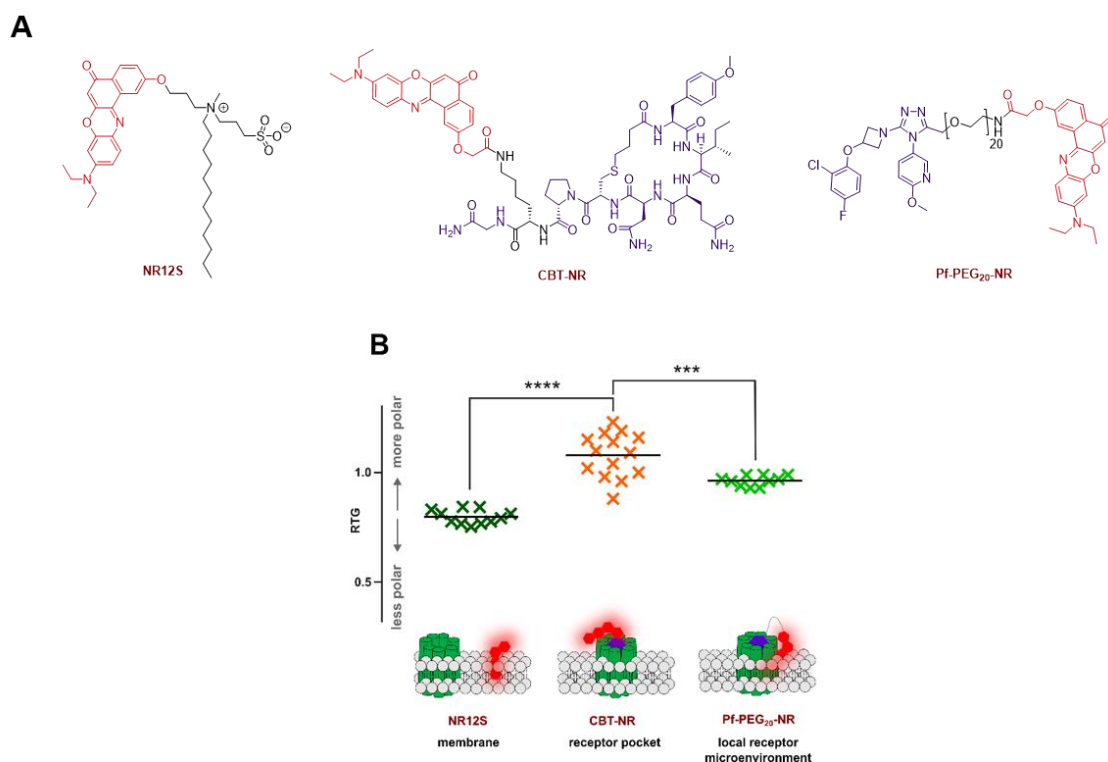 A
NR12S
CBT-NR
Pf-PEG20-NR
B
****
***
more polar
1.0
RTG
0.5
less polar
NR12S
CBT-NR
Pf-PEG20-NR
membrane
receptor pocket
local receptor
microenvironment